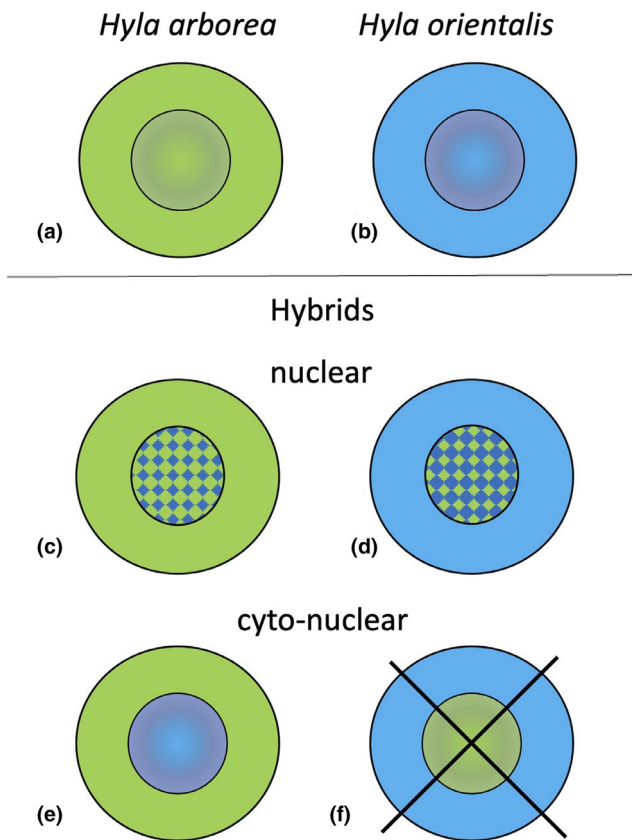 Hyla arborea Hyla orientalis
(a) (b)
Hybrids
nuclear
(c) (d)
cyto-nuclear
(e) (f)